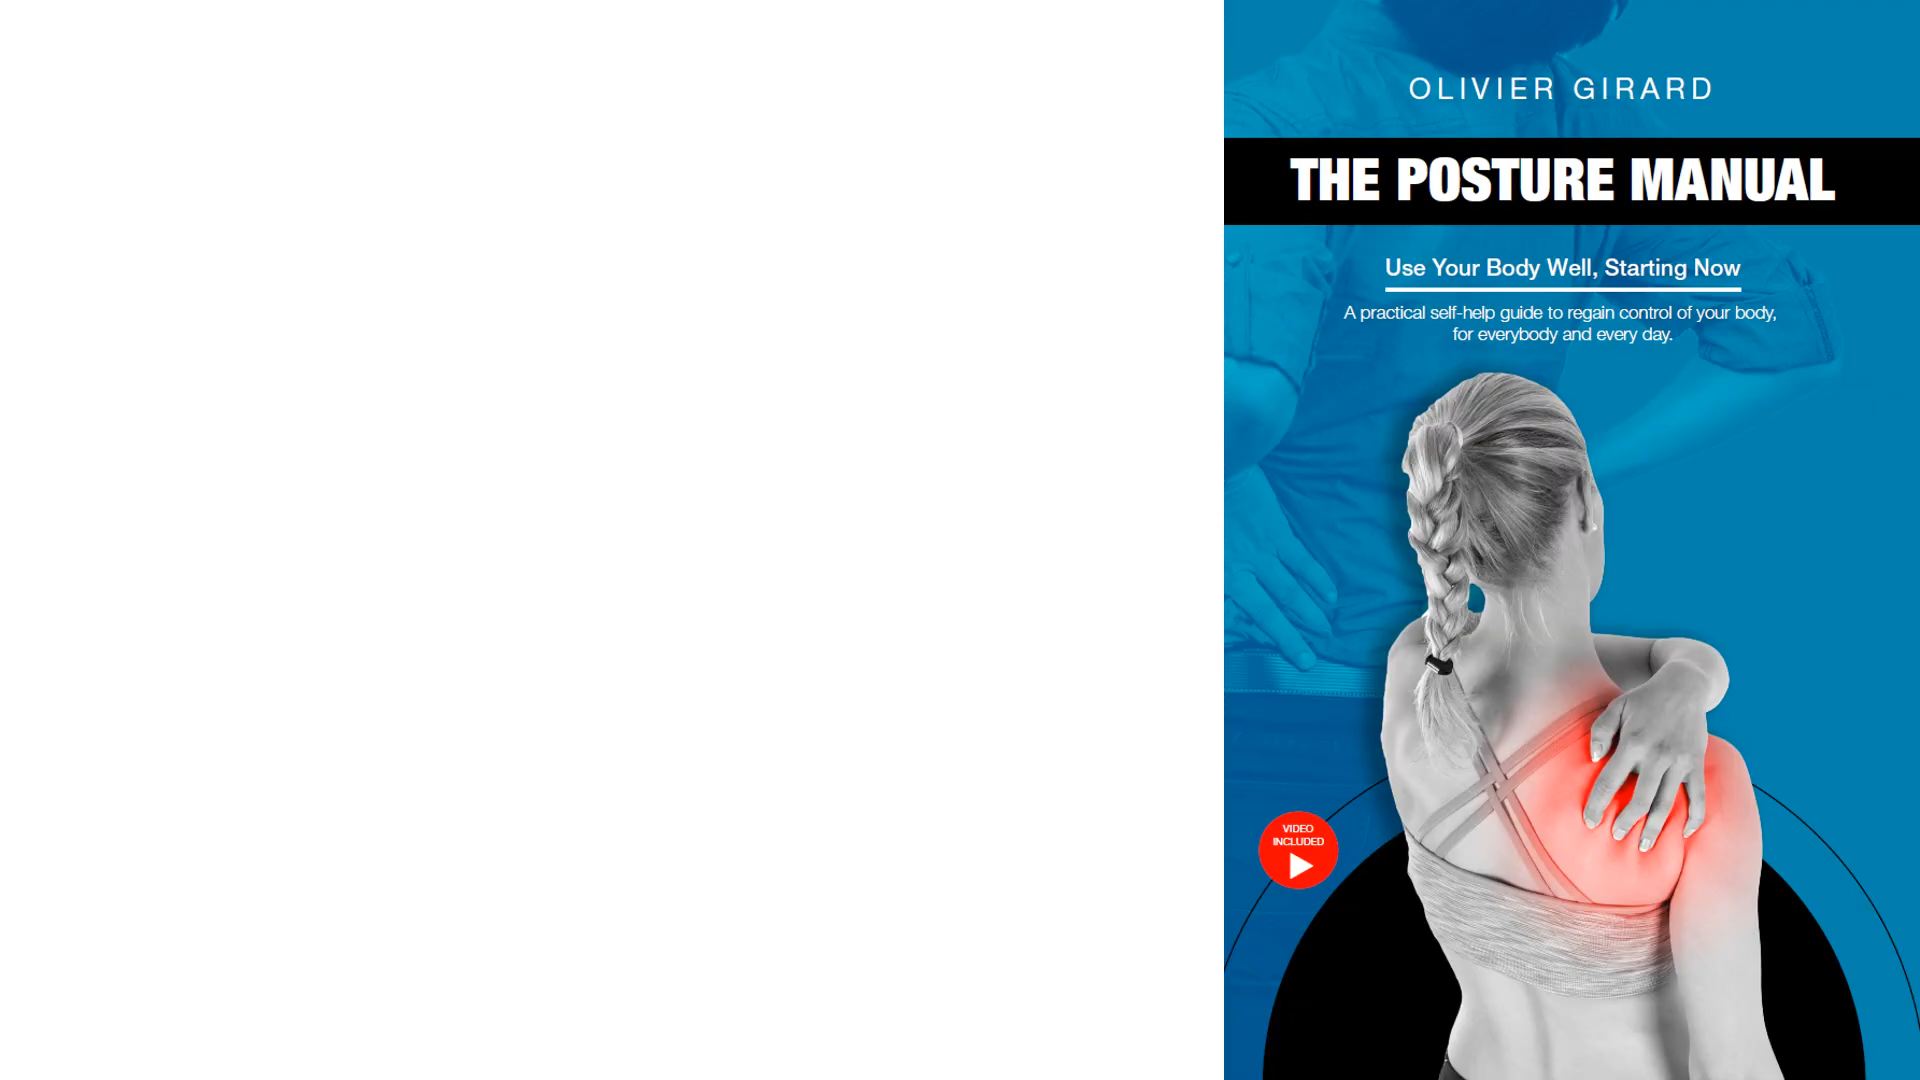 OLIVIER GIRARD
THE POSTURE MANUAL
Use Your Body Well, Starting Now
A practical self-help guide to regain control of your body,
for everybody and every day.
VIDEO
INCLUDED